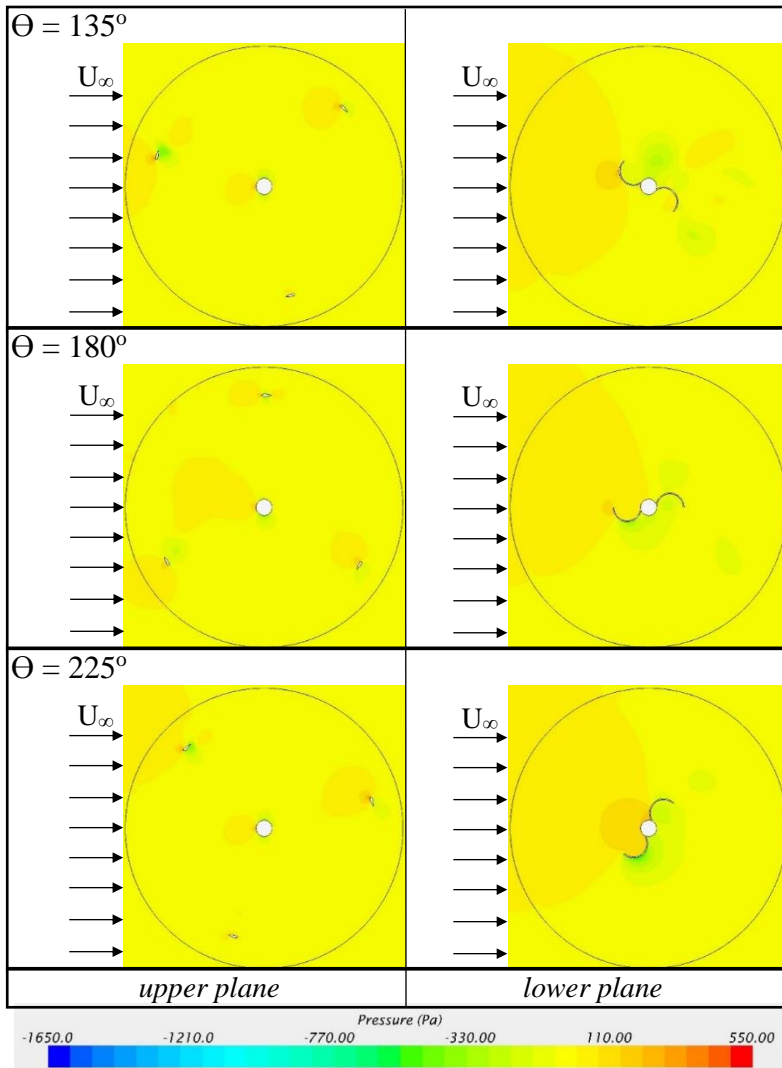 Ө = 135º
U∞
U∞
Ө = 180º
U∞
U∞
Ө = 225º
U∞
U∞
upper plane
lower plane
Pressure (Pa)
-1650.0 -1210.0 -770.00 -330.00 110.00 550.00